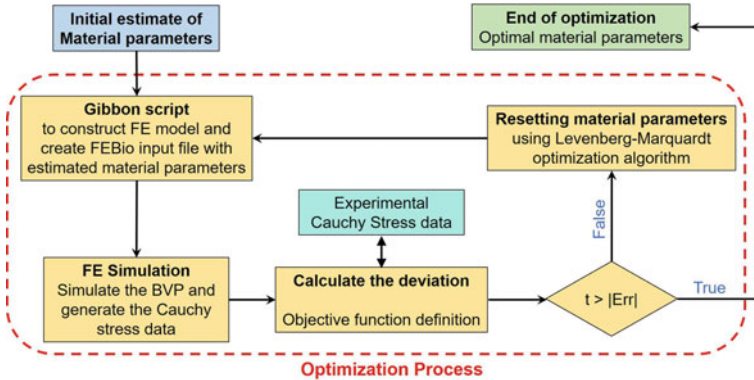 Initial estimate of
Material parameters
End of optimization
Optimal material parameters
Gibbon script
to construct FE model and
create FEBio input file with
estimated material parameters
Resetting material parameters
using Levenberg-Marquardt
optimization algorithm
Experimental
Cauchy Stress data
False
FE Simulation
Simulate the BVP and
generate the Cauchy
stress data
Calculate the deviation
Objective function definition
t > |Err|
True
Optimization Process